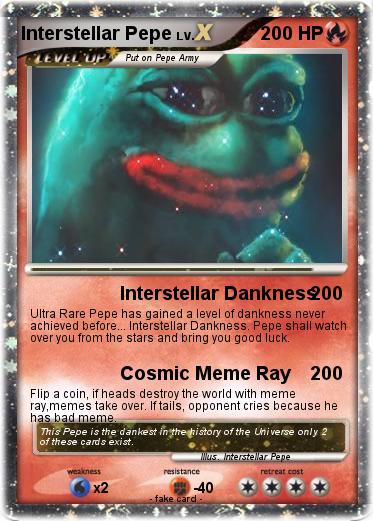 Interstellar Pepe LV.X 200 HP
LEVEL-UP Put on Pepe Army
Interstellar Dankness 200
Ultra Rare Pepe has gained a level of dankness never
achieved before... Interstellar Dankness. Pepe shall watch
over you from the stars and bring you good luck.
Cosmic Meme Ray 200
Flip a coin, if heads destroy the world with meme
ray,memes take over. If tails, opponent cries because he
has bad meme.
This Pepe is the dankest in the history of the Universe only 2
of these cards exist.
Illus. Interstellar Pepe
weakness resistance retreat cost
x2 -40
- fake card -